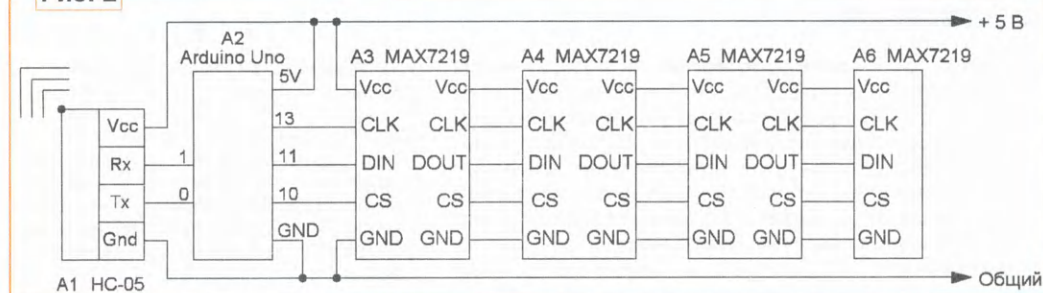 + 5 В
A2
Arduino Uno
A3 MAX7219
A4 MAX7219
A5 MAX7219
A6 MAX7219
5V
Vcc Vcc Vcc Vcc Vcc Vcc Vcc
Vcc
13
CLK CLK CLK CLK CLK CLK CLK
Rx
1
11
DIN DOUT DIN DOUT DIN DOUT DIN
Tx
0
10
CS CS CS CS CS CS CS
Gnd
GND
GND GND GND GND GND GND GND
A1 HC-05
Общий